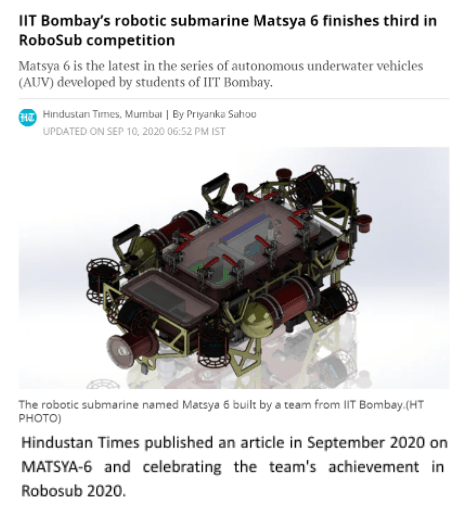 IIT Bombay's robotic submarine Matsya 6 finishes third in
RoboSub competition
Matsya 6 is the latest in the series of autonomous underwater vehicles
(AUV) developed by students of IIT Bombay.
HT
Hindustan Times, Mumbai | By Priyanka Sahoo
UPDATED ON SEP 10, 2020 06:52 PM IST
The robotic submarine named Matsya 6 built by a team from IIT Bombay.(HT
PHOTO)
Hindustan Times published an article in September 2020 on
MATSYA-6 and celebrating the team's achievement in
Robosub 2020.